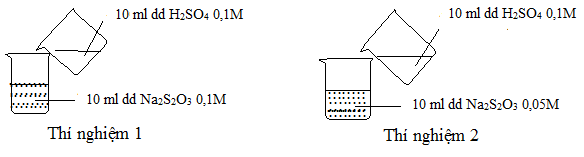 10 ml dd H2SO4 0,1M
10 ml dd Na2S2O3 0,1M
Thí nghiệm 1
10 ml dd H2SO4 0,1M
10 ml dd Na2S2O3 0,05M
Thí nghiệm 2